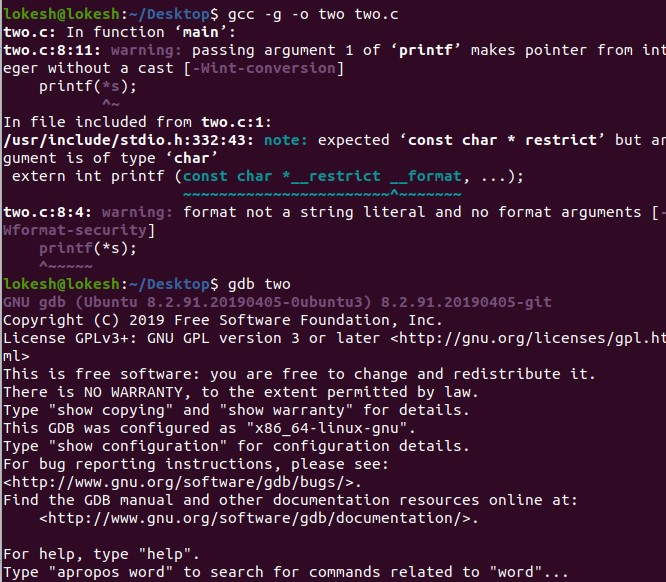 lokesh@lokesh:~/Desktop$ gcc -g -o two two.c
two.c: In function ‘main’:
two.c:8:11: warning: passing argument 1 of ‘printf’ makes pointer from int
eger without a cast [-Wint-conversion]
    printf(*s);
           ^~
In file included from two.c:1:
/usr/include/stdio.h:332:43: note: expected ‘const char * restrict’ but ar
gument is of type ‘char’
 extern int printf (const char *__restrict __format, ...);
                    ~~~~~~~~~~~~~~~~~~~~~~~^~~~~~~~
two.c:8:4: warning: format not a string literal and no format arguments [-
Wformat-security]
    printf(*s);
    ^~~~~~
lokesh@lokesh:~/Desktop$ gdb two
GNU gdb (Ubuntu 8.2.91.20190405-0ubuntu3) 8.2.91.20190405-git
Copyright (C) 2019 Free Software Foundation, Inc.
License GPLv3+: GNU GPL version 3 or later <http://gnu.org/licenses/gpl.ht
ml>
This is free software: you are free to change and redistribute it.
There is NO WARRANTY, to the extent permitted by law.
Type "show copying" and "show warranty" for details.
This GDB was configured as "x86_64-linux-gnu".
Type "show configuration" for configuration details.
For bug reporting instructions, please see:
<http://www.gnu.org/software/gdb/bugs/>.
Find the GDB manual and other documentation resources online at:
    <http://www.gnu.org/software/gdb/documentation/>.

For help, type "help".
Type "apropos word" to search for commands related to "word"...